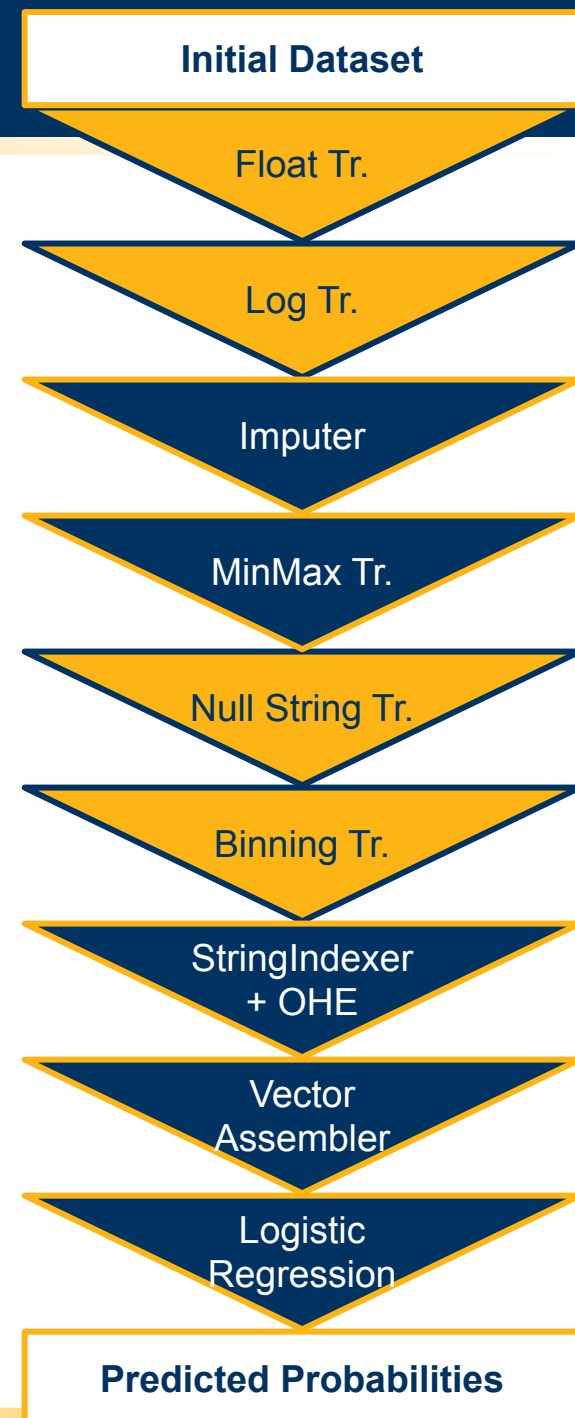 Initial Dataset
Float Tr.
Log Tr.
Imputer
MinMax Tr.
Null String Tr.
Binning Tr.
StringIndexer
+ OHE
Vector
Assembler
Logistic
Regression
Predicted Probabilities